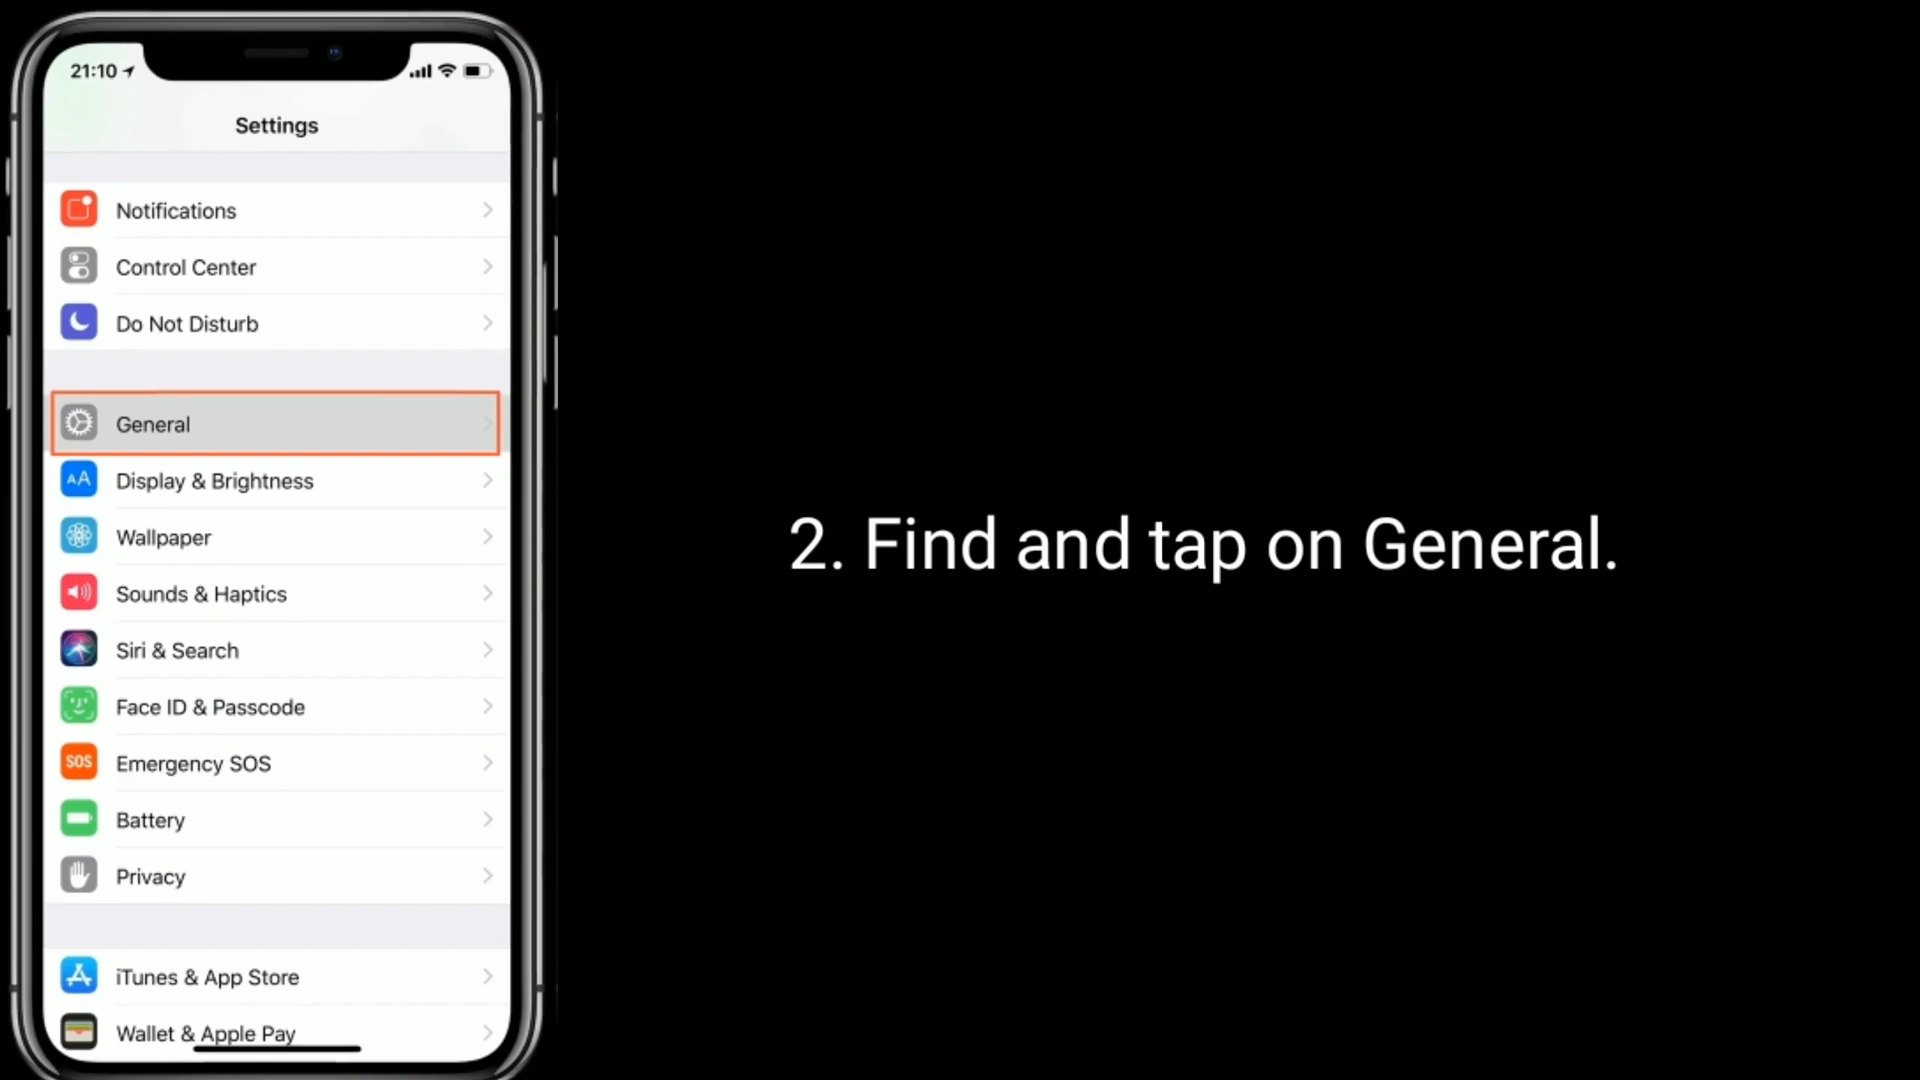 21:10
Settings
Notifications
Control Center
Do Not Disturb
General
AA
Display & Brightness
Wallpaper
Sounds & Haptics
Siri & Search
Face ID & Passcode
SOS
Emergency SOS
Battery
Privacy
iTunes & App Store
Wallet & Apple Pay
2. Find and tap on General.